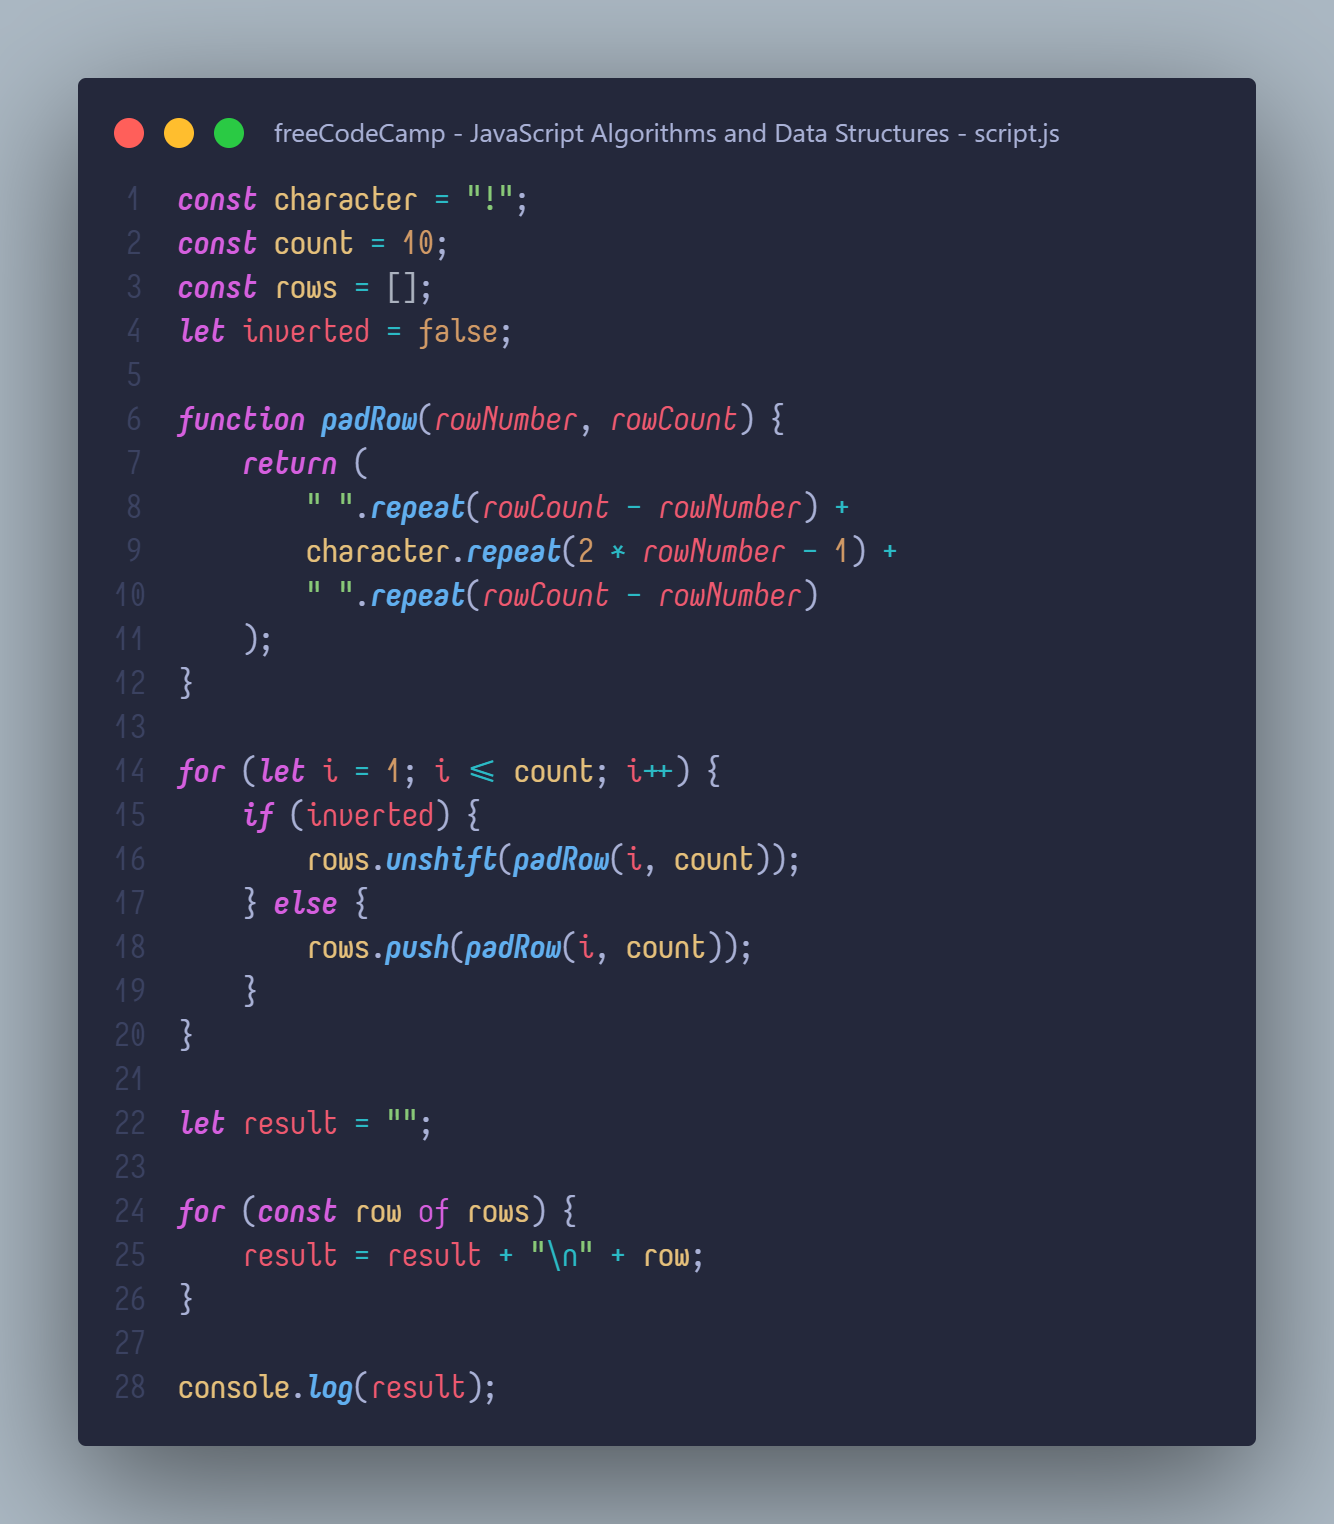 freeCodeCamp - JavaScript Algorithms and Data Structures - script.js
1 const character = "!";
2 const count = 10;
3 const rows = [];
4 let inverted = false;
5
6 function padRow(rowNumber, rowCount) {
7     return (
8         " ".repeat(rowCount - rowNumber) +
9         character.repeat(2 * rowNumber - 1) +
10         " ".repeat(rowCount - rowNumber)
11     );
12 }
13
14 for (let i = 1; i <= count; i++) {
15     if (inverted) {
16         rows.unshift(padRow(i, count));
17     } else {
18         rows.push(padRow(i, count));
19     }
20 }
21
22 let result = "";
23
24 for (const row of rows) {
25     result = result + "\n" + row;
26 }
27
28 console.log(result);